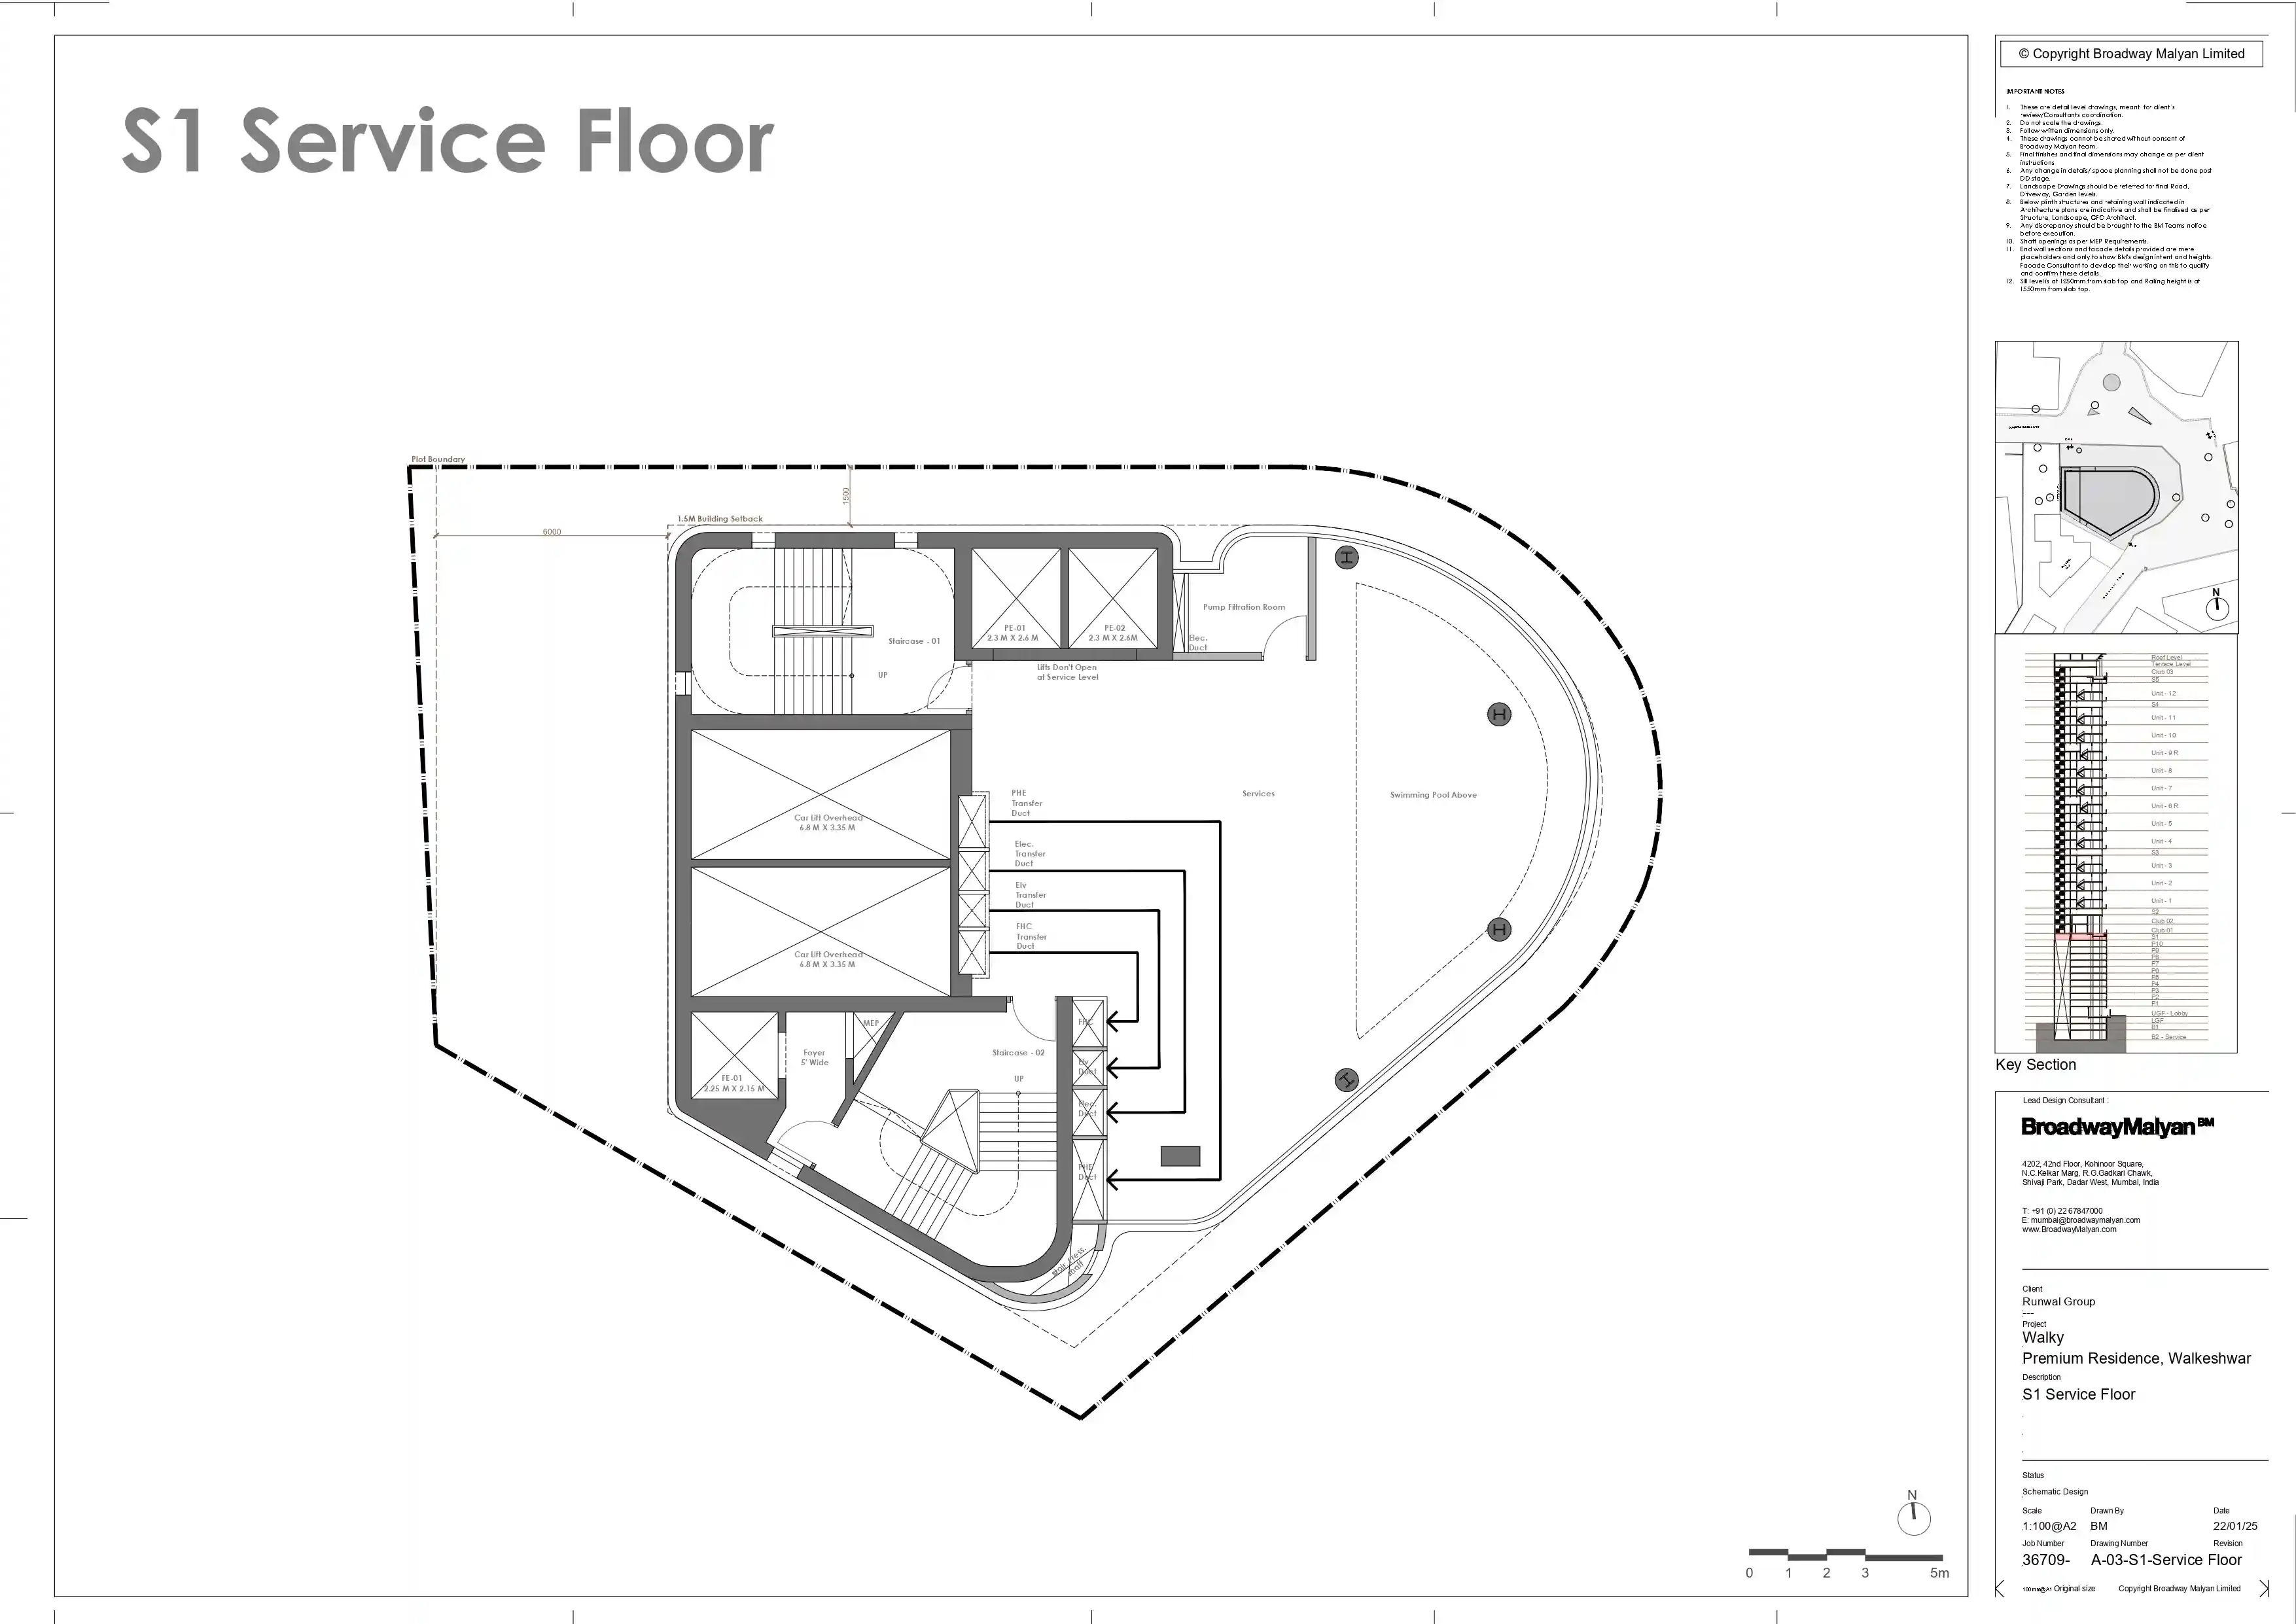 S1 Service Floor
Plot Boundary
1500
1.5M Building Setback
6000
PE-01
2.3 M X 2.6 M
PE-02
2.3 M X 2.6M
Pump Filtration Room
Elec.
Duct
Staircase - 01
UP
Lifts Don't Open
at Service Level
PHE
Transfer
Duct
Services
Swimming Pool Above
Car Lift Overhead
6.8 M X 3.35 M
Elec.
Transfer
Duct
Elv
Transfer
Duct
FHC
Transfer
Duct
Car Lift Overhead
6.8 M X 3.35 M
MEP
FHC
Foyer
5' Wide
Staircase - 02
Elv
Duct
FE-01
2.25 M X 2.15 M
UP
Elec.
Duct
PHE
Duct
Stair Press.
Shaft
N
0 1 2 3 5m
© Copyright Broadway Malyan Limited
IMPORTANT NOTES
1. These are detail level drawings, meant for client's
review/Consultants coordination.
2. Do not scale the drawings.
3. Follow written dimensions only.
4. These drawings cannot be shared without consent of
Broadway Malyan team.
5. Final finishes and final dimensions may change as per client
instructions
6. Any change in details/ space planning shall not be done post
DD stage.
7. Landscape Drawings should be referred for final Road,
Driveway, Garden levels.
8. Below plinth structures and retaining wall indicated in
Architecture plans are indicative and shall be finalised as per
Structure, Landscape, GFC Architect.
9. Any discrepancy should be brought to the BM Teams notice
before execution.
10. Shaft openings as per MEP Requirements.
11. End wall sections and facade details provided are mere
placeholders and only to show BM's design intent and heights.
Facade Consultant to develop their working on this to qualify
and confirm these details.
12. Sill level is at 1250mm from slab top and Railing height is at
1550mm from slab top.
N
Roof Level
Terrace Level
Club 03
S5
Unit - 12
S4
Unit - 11
Unit - 10
Unit - 9 R
Unit - 8
Unit - 7
Unit - 6 R
Unit - 5
Unit - 4
S3
Unit - 3
Unit - 2
Unit - 1
S2
Club 02
Club 01
S1
P10
P9
P8
P7
P6
P5
P4
P3
P2
P1
UGF - Lobby
LGF
B1
B2 - Service
Key Section
Lead Design Consultant :
BroadwayMalyan BM
4202, 42nd Floor, Kohinoor Square,
N.C.Kelkar Marg, R.G.Gadkari Chawk,
Shivaji Park, Dadar West, Mumbai, India
T: +91 (0) 22 67847000
E: mumbai@broadwaymalyan.com
www.BroadwayMalyan.com
Client
Runwal Group
---
Project
Walky
Premium Residence, Walkeshwar
Description
S1 Service Floor
Status
Schematic Design
Scale Drawn By Date
1:100@A2 BM 22/01/25
Job Number Drawing Number Revision
36709- A-03-S1-Service Floor
100mm@A1 Original size Copyright Broadway Malyan Limited